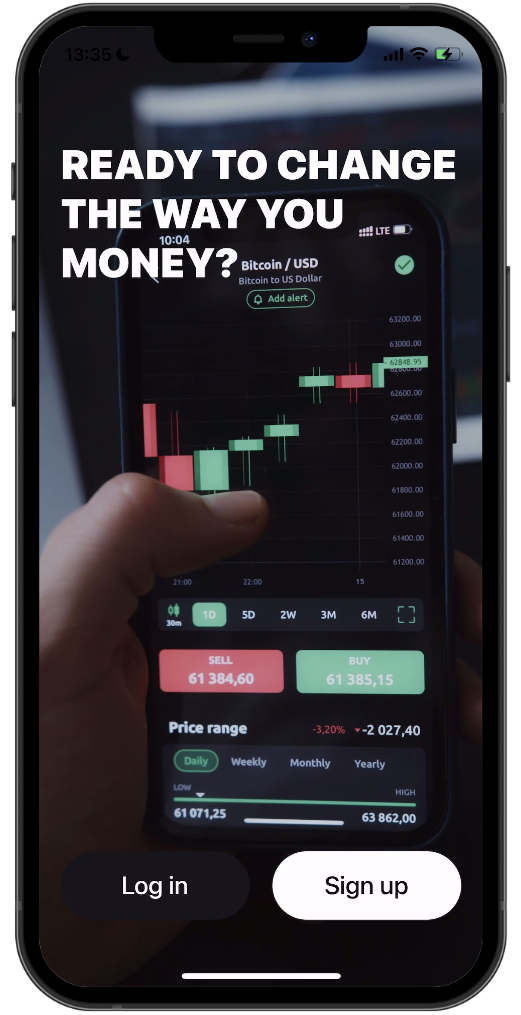 13:35
READY TO CHANGE
THE WAY YOU
MONEY?
10:04
LTE
Bitcoin / USD
Bitcoin to US Dollar
Add alert
63200.00
63000.00
62848.95
62800.00
62600.00
62400.00
62200.00
62000.00
61800.00
61600.00
61400.00
61200.00
21:00 22:00 15
30m 1D 5D 2W 3M 6M
SELL BUY
61 384,60 61 385,15
Price range -3,20% -2 027,40
Daily Weekly Monthly Yearly
LOW HIGH
61 071,25 63 862,00
Log in Sign up